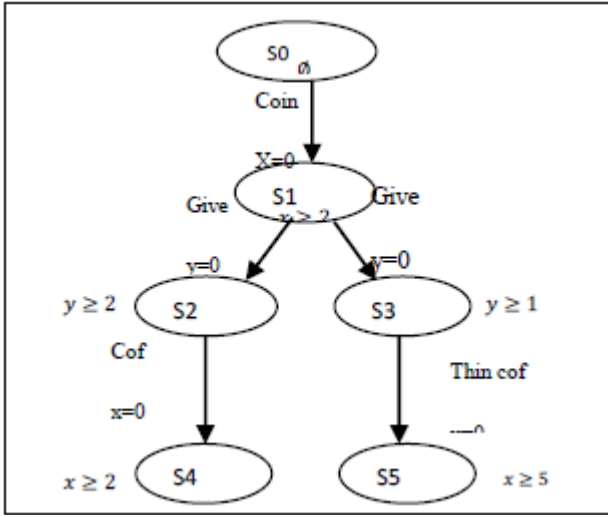 S0
Ø
Coin
X=0
S1
Give
Give
x ≥ 2
y=0
y=0
y ≥ 2
S2
S3
y ≥ 1
Cof
Thin cof
x=0
x ≥ 2
S4
S5
x ≥ 5